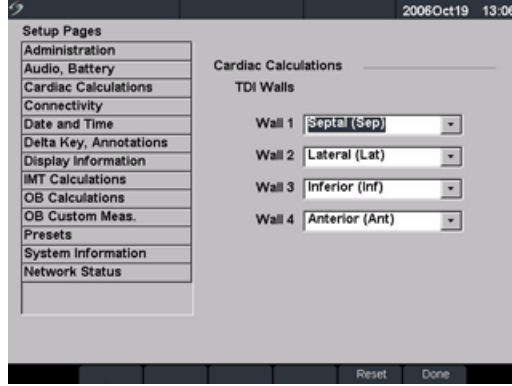 2006Oct19 13:06
Setup Pages
Administration
Audio, Battery
Cardiac Calculations
Connectivity
Date and Time
Delta Key, Annotations
Display Information
IMT Calculations
OB Calculations
OB Custom Meas.
Presets
System Information
Network Status
Cardiac Calculations
TDI Walls
Wall 1 Septal (Sep)
Wall 2 Lateral (Lat)
Wall 3 Inferior (Inf)
Wall 4 Anterior (Ant)
Reset Done